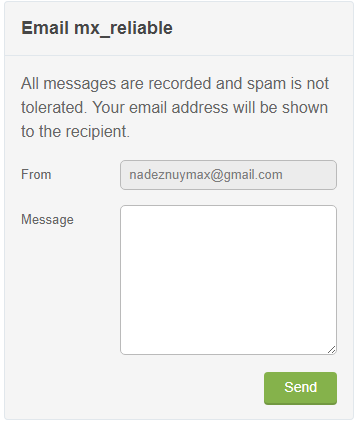 Email mx_reliable
All messages are recorded and spam is not
tolerated. Your email address will be shown
to the recipient.
From
nadeznuymax@gmail.com
Message
Send